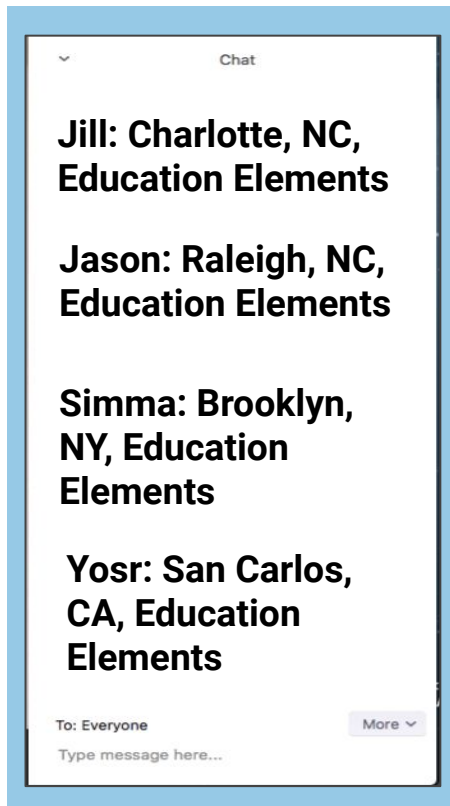 Chat
Jill: Charlotte, NC,
Education Elements
Jason: Raleigh, NC,
Education Elements
Simma: Brooklyn,
NY, Education
Elements
Yosr: San Carlos,
CA, Education
Elements
To: Everyone
More
Type message here...